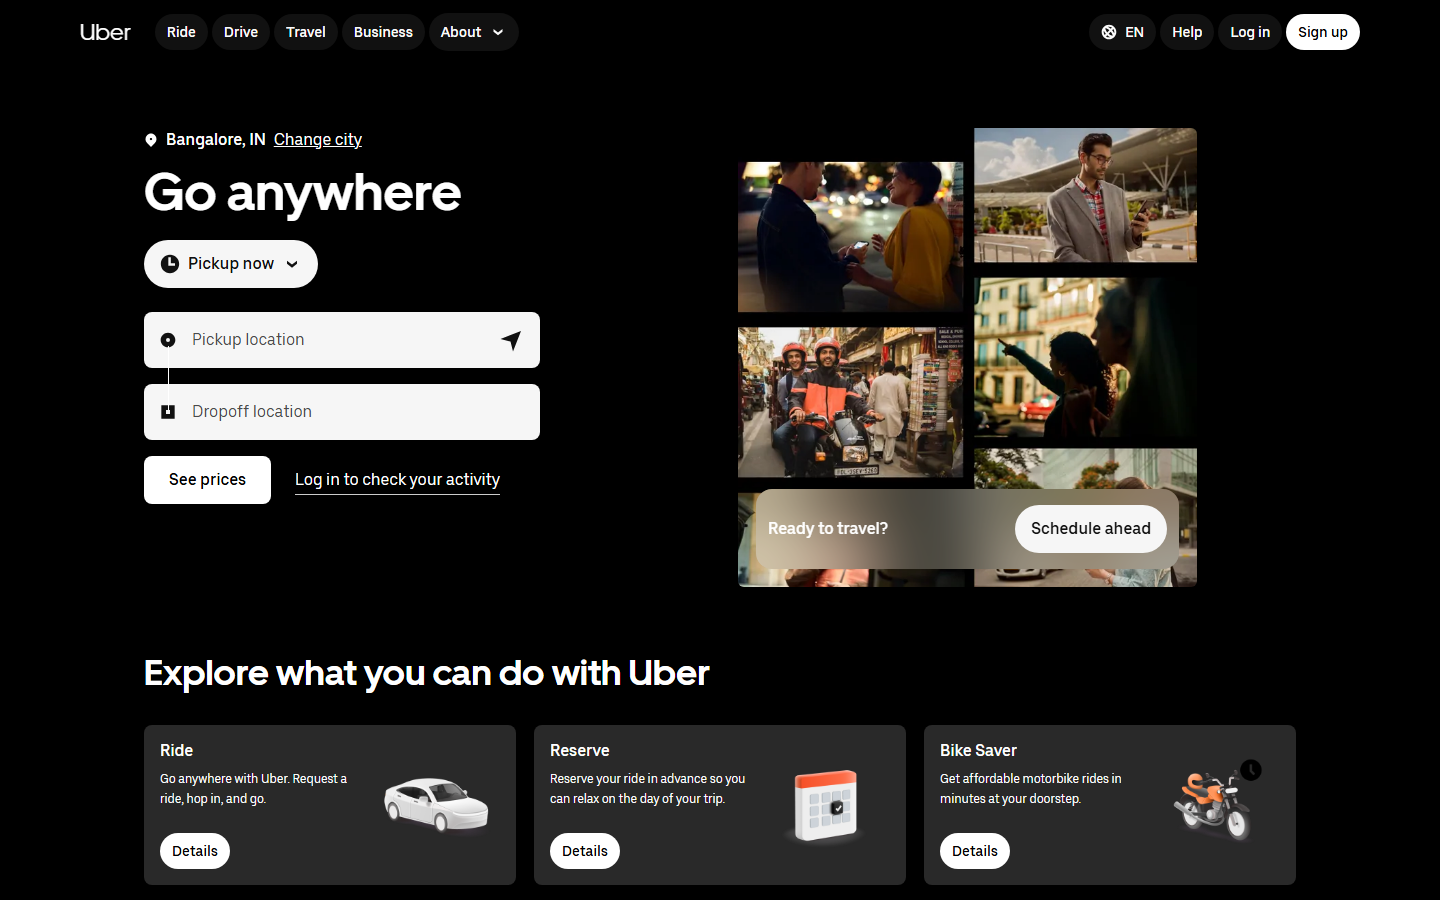 Uber
Ride
Drive
Travel
Business
About
EN
Help
Log in
Sign up
Bangalore, IN Change city
Go anywhere
Pickup now
Pickup location
Dropoff location
See prices
Log in to check your activity
Ready to travel?
Schedule ahead
Explore what you can do with Uber
Ride
Go anywhere with Uber. Request a
ride, hop in, and go.
Details
Reserve
Reserve your ride in advance so you
can relax on the day of your trip.
Details
Bike Saver
Get affordable motorbike rides in
minutes at your doorstep.
Details